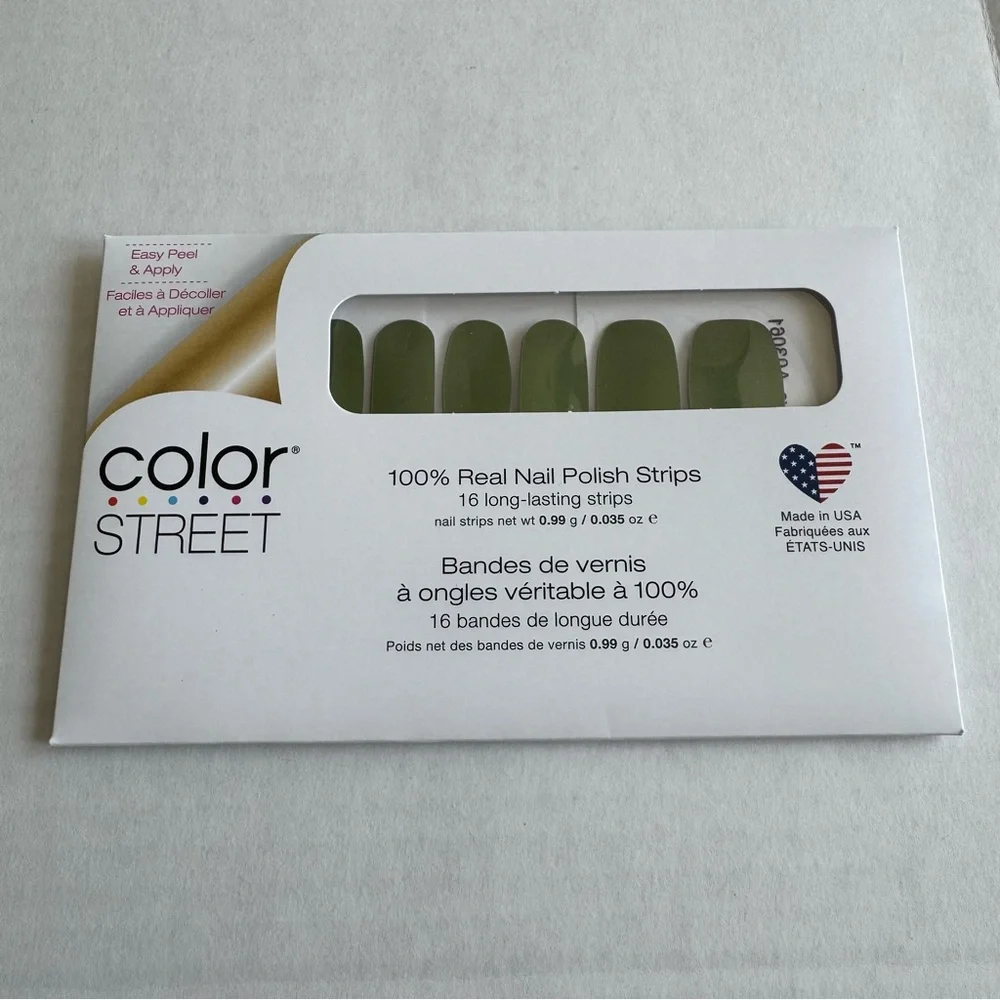 Easy Peel
& Apply
Faciles à Décoller
et à Appliquer
color®
STREET
100% Real Nail Polish Strips
16 long-lasting strips
nail strips net wt 0.99 g / 0.035 oz ℮
Bandes de vernis
à ongles véritable à 100%
16 bandes de longue durée
Poids net des bandes de vernis 0.99 g / 0.035 oz ℮
™
Made in USA
Fabriquées aux
ÉTATS-UNIS